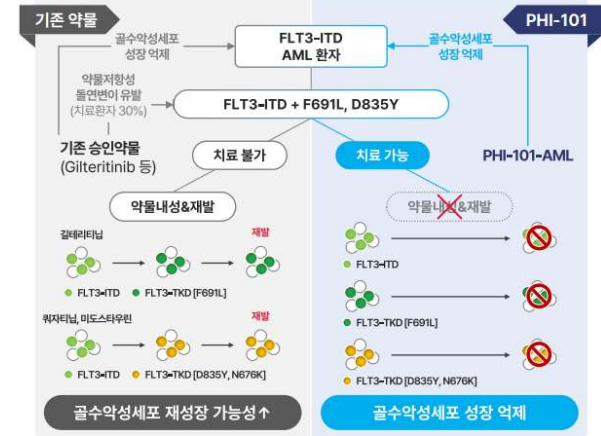 기존 약물
PHI-101
골수악성세포
성장 억제
FLT3-ITD
AML 환자
골수악성세포
성장 억제
약물저항성
돌연변이 유발
(치료환자 30%)
FLT3-ITD + F691L, D835Y
기존 승인약물
(Gilteritinib 등)
치료 불가
치료 가능
PHI-101-AML
약물내성&재발
약물내성&재발
길테리티닙
재발
FLT3-ITD
FLT3-TKD [F691L]
쿼자티닙, 미도스타우린
재발
FLT3-ITD
FLT3-TKD [D835Y, N676K]
FLT3-ITD
FLT3-TKD [F691L]
FLT3-TKD [D835Y, N676K]
골수악성세포 재성장 가능성↑
골수악성세포 성장 억제